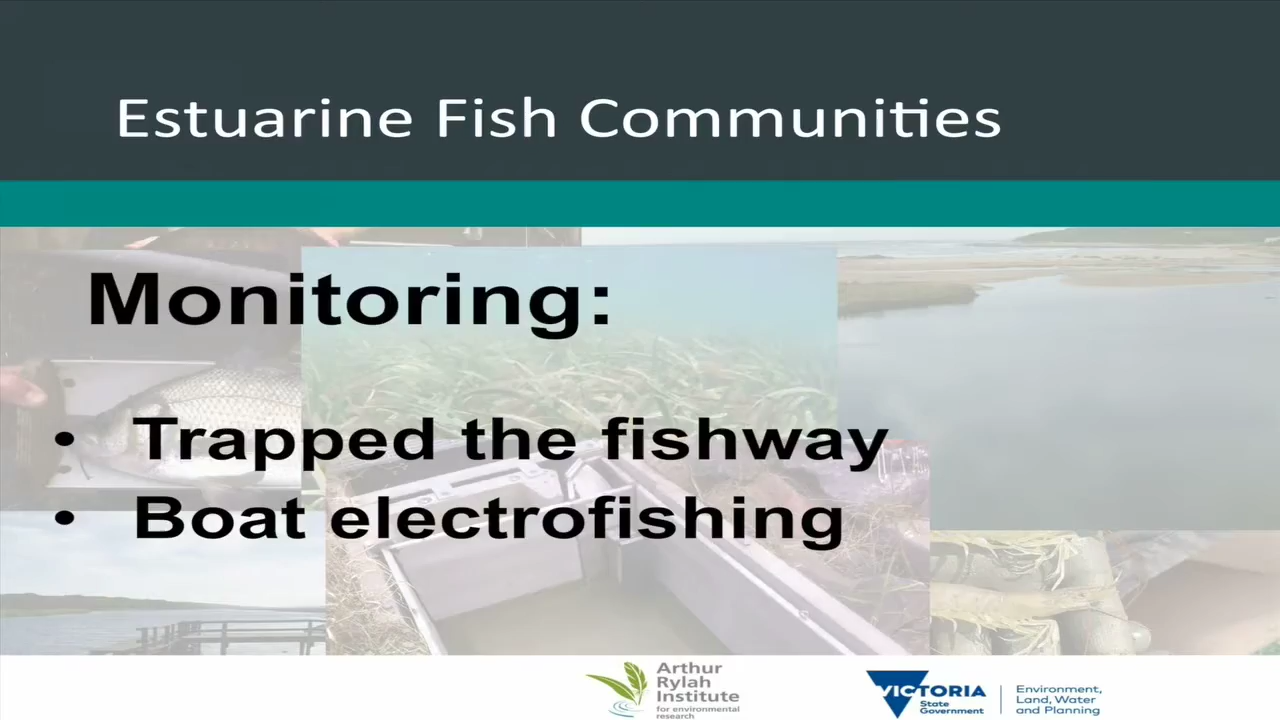 Estuarine Fish Communities
Monitoring:
• Trapped the fishway
• Boat electrofishing
Arthur
Rylah
Institute
for environmental
research
VICTORIA
State
Government
Environment,
Land, Water
and Planning